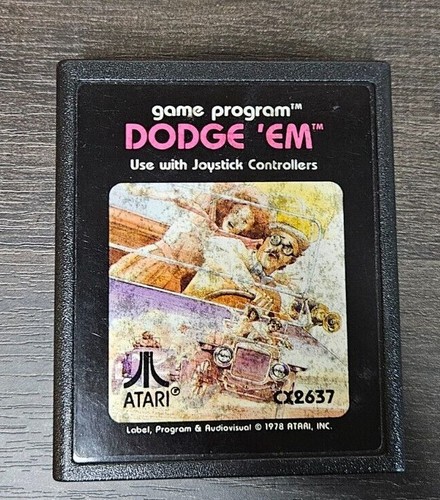 game program™
DODGE 'EM™
Use with Joystick Controllers
ATARI®
CX2637
Label, Program & Audiovisual © 1978 ATARI, INC.